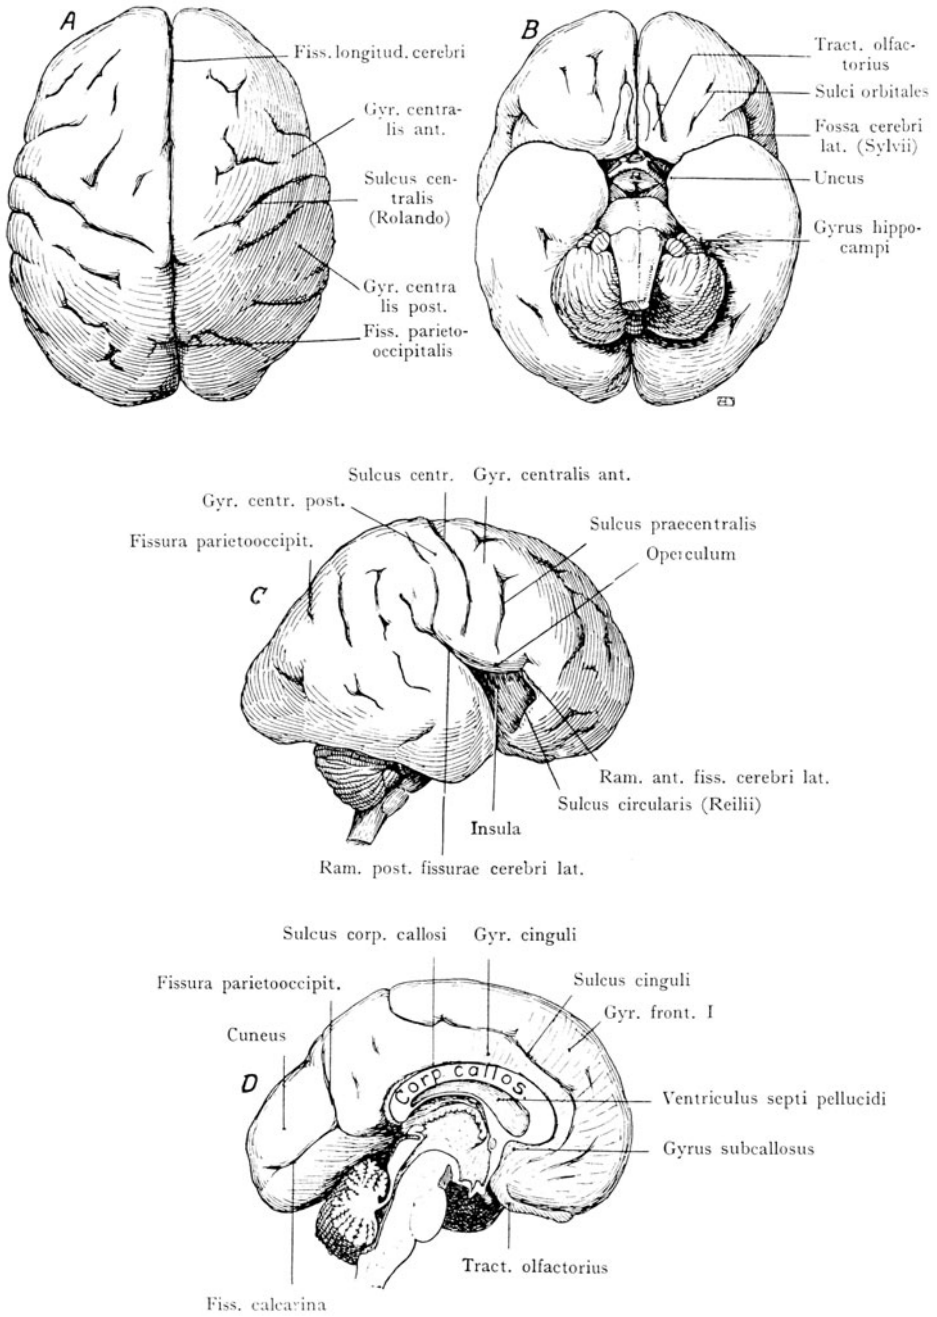 A
Fiss. longitud. cerebri
Gyr. centra-
lis ant.
Sulcus cen-
tralis
(Rolando)
Gyr. centra
lis post.
Fiss. parieto-
occipitalis
B
Tract. olfac-
torius
Sulci orbitales
Fossa cerebri
lat. (Sylvii)
Uncus
Gyrus hippo-
campi
Sulcus centr.
Gyr. centralis ant.
Gyr. centr. post.
Sulcus praecentralis
Fissura parietooccipit.
Operculum
C
Ram. ant. fiss. cerebri lat.
Sulcus circularis (Reilii)
Insula
Ram. post. fissurae cerebri lat.
Sulcus corp. callosi
Gyr. cinguli
Fissura parietooccipit.
Sulcus cinguli
Gyr. front. I
Cuneus
D
Corp callos.
Ventriculus septi pellucidi
Gyrus subcallosus
Tract. olfactorius
Fiss. calcarina